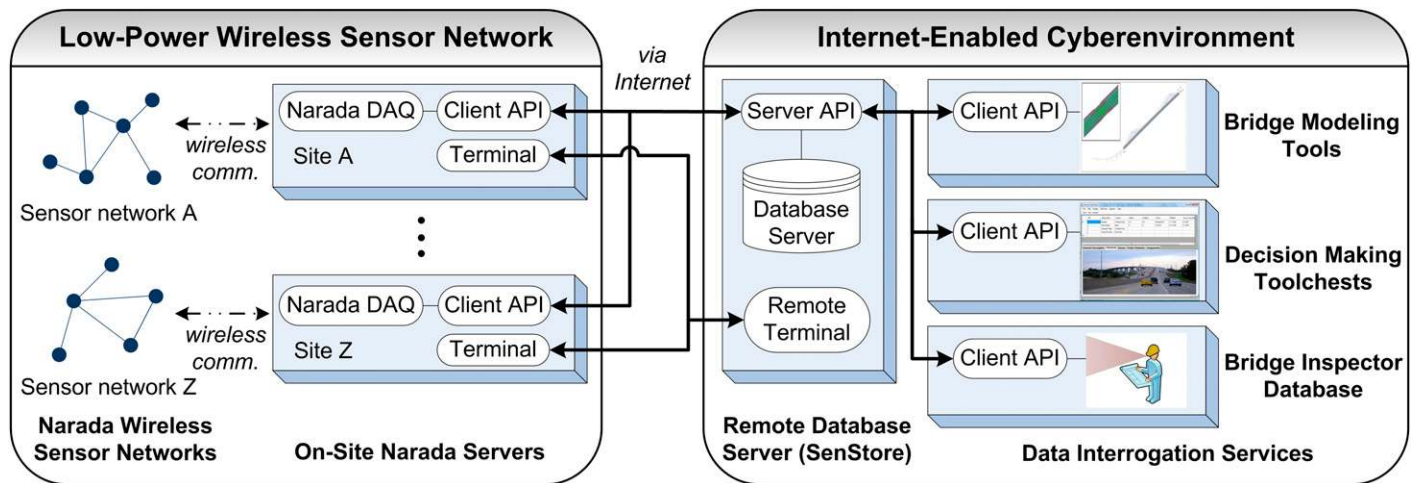 Low-Power Wireless Sensor Network
Narada DAQ
Client API
Site A
Terminal
wireless
comm.
Sensor network A
Narada DAQ
Client API
Site Z
Terminal
wireless
comm.
Sensor network Z
Narada Wireless
Sensor Networks
On-Site Narada Servers
via
Internet
Internet-Enabled Cyberenvironment
Server API
Database
Server
Remote
Terminal
Remote Database
Server (SenStore)
Client API
Bridge Modeling
Tools
Client API
Decision Making
Toolchests
Client API
Bridge Inspector
Database
Data Interrogation Services